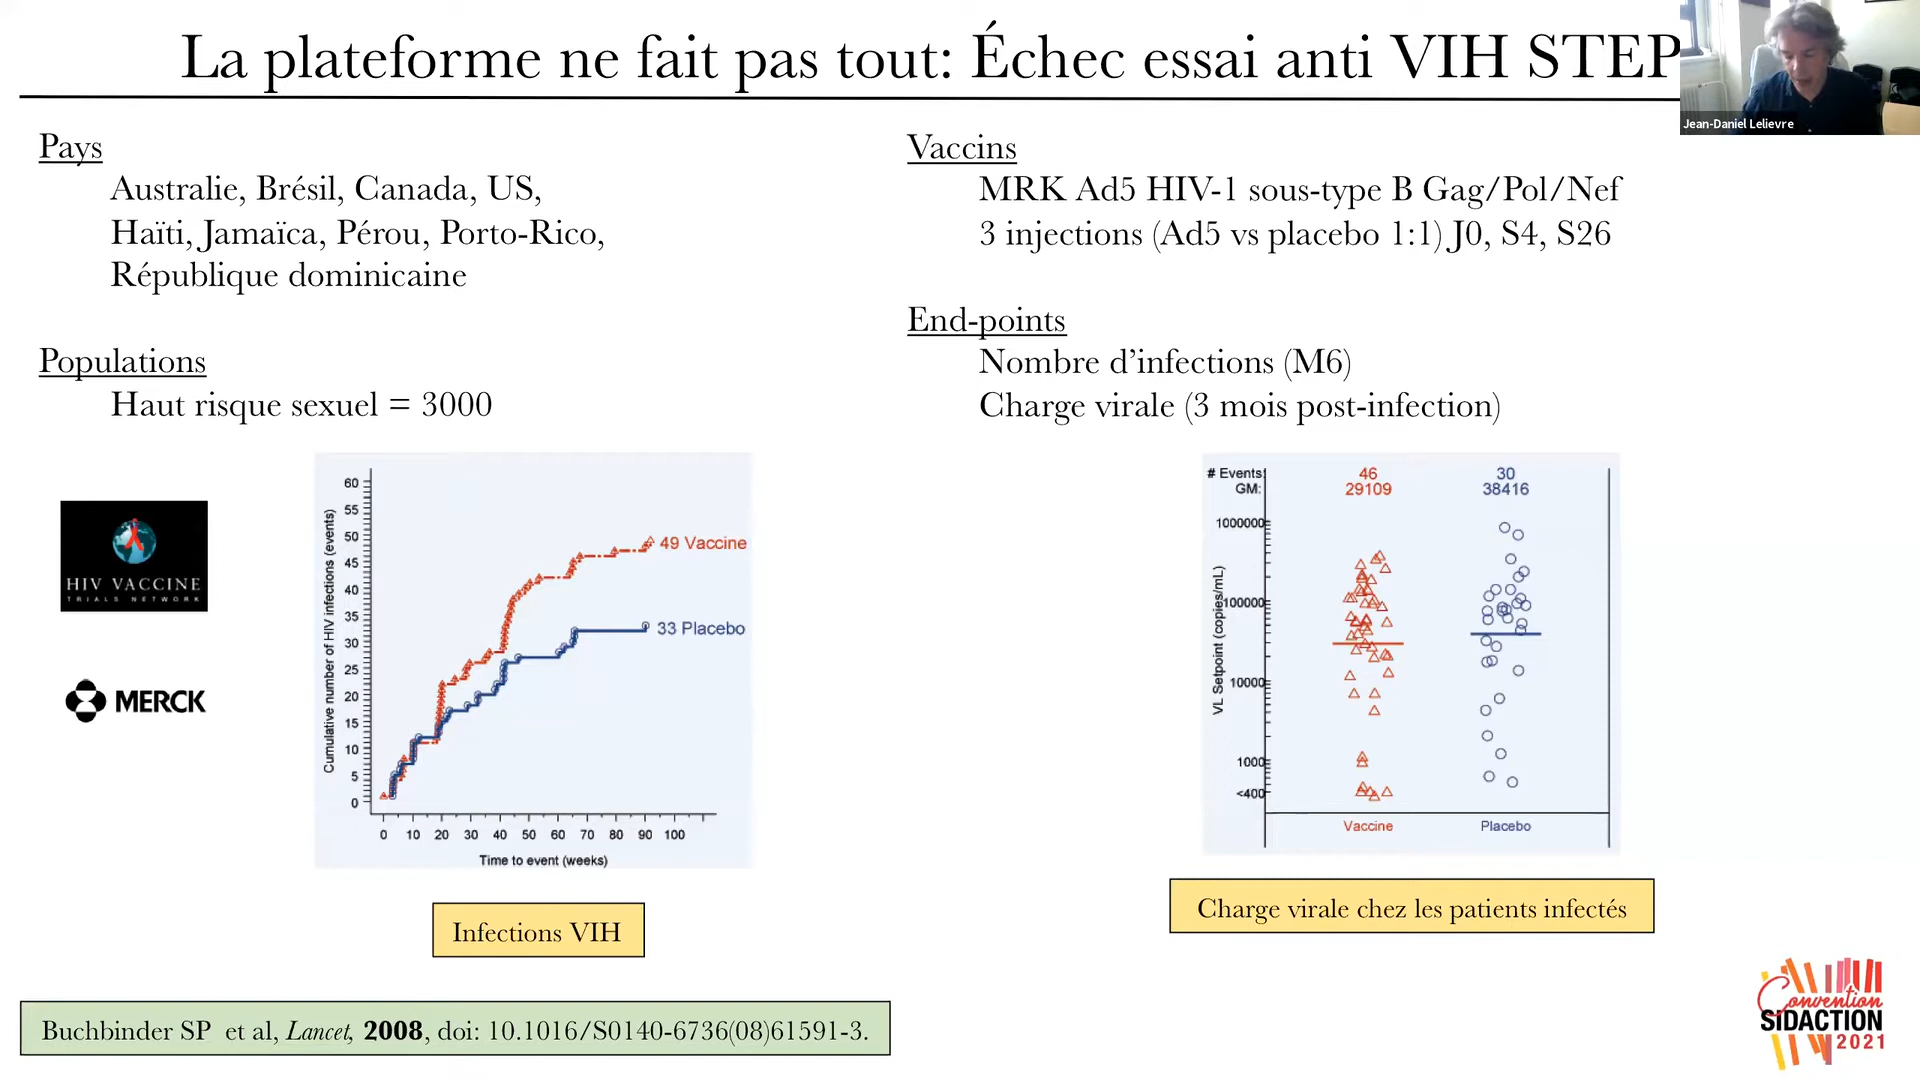 La plateforme ne fait pas tout: Échec essai anti VIH STEP
Jean-Daniel Lelievre
Pays
Australie, Brésil, Canada, US,
Haïti, Jamaïca, Pérou, Porto-Rico,
République dominicaine
Populations
Haut risque sexuel = 3000
Vaccins
MRK Ad5 HIV-1 sous-type B Gag/Pol/Nef
3 injections (Ad5 vs placebo 1:1) J0, S4, S26
End-points
Nombre d’infections (M6)
Charge virale (3 mois post-infection)
HIV VACCINE
TRIALS NETWORK
MERCK
Cumulative number of HIV infections (events)
60
55
50
45
40
35
30
25
20
15
10
5
0
49 Vaccine
33 Placebo
0 10 20 30 40 50 60 70 80 90 100
Time to event (weeks)
Infections VIH
# Events: 46 30
GM: 29109 38416
VL Setpoint (copies/mL)
1000000
100000
10000
1000
<400
Vaccine Placebo
Charge virale chez les patients infectés
Buchbinder SP et al, Lancet, 2008, doi: 10.1016/S0140-6736(08)61591-3.
Convention
SIDACTION
2021